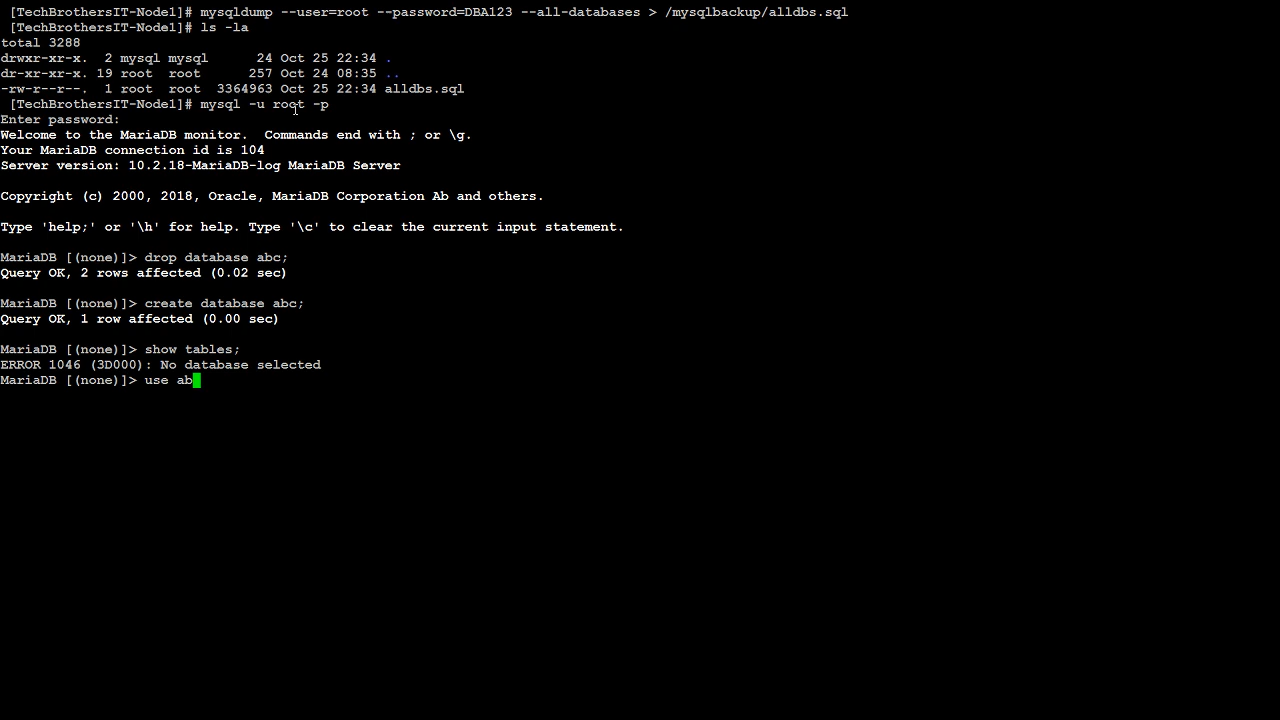 [TechBrothersIT-Node1]# mysqldump --user=root --password=DBA123 --all-databases > /mysqlbackup/alldbs.sql
[TechBrothersIT-Node1]# ls -la
total 3288
drwxr-xr-x. 2 mysql mysql 24 Oct 25 22:34 .
dr-xr-xr-x. 19 root root 257 Oct 24 08:35 ..
-rw-r--r--. 1 root root 3364963 Oct 25 22:34 alldbs.sql
[TechBrothersIT-Node1]# mysql -u root -p
Enter password:
Welcome to the MariaDB monitor. Commands end with ; or \g.
Your MariaDB connection id is 104
Server version: 10.2.18-MariaDB-log MariaDB Server
Copyright (c) 2000, 2018, Oracle, MariaDB Corporation Ab and others.
Type 'help;' or '\h' for help. Type '\c' to clear the current input statement.
MariaDB [(none)]> drop database abc;
Query OK, 2 rows affected (0.02 sec)
MariaDB [(none)]> create database abc;
Query OK, 1 row affected (0.00 sec)
MariaDB [(none)]> show tables;
ERROR 1046 (3D000): No database selected
MariaDB [(none)]> use ab